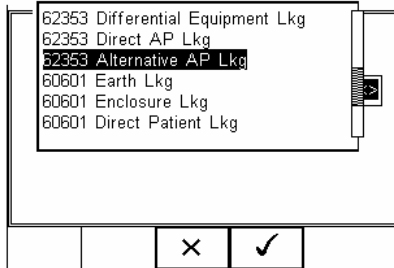 62353 Differential Equipment Lkg
62353 Direct AP Lkg
62353 Alternative AP Lkg
60601 Earth Lkg
60601 Enclosure Lkg
60601 Direct Patient Lkg